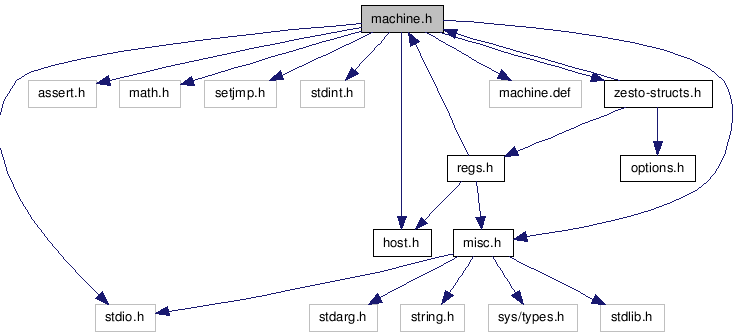 machine.h
assert.h
math.h
setjmp.h
stdint.h
machine.def
zesto-structs.h
regs.h
options.h
host.h
misc.h
stdio.h
stdarg.h
string.h
sys/types.h
stdlib.h